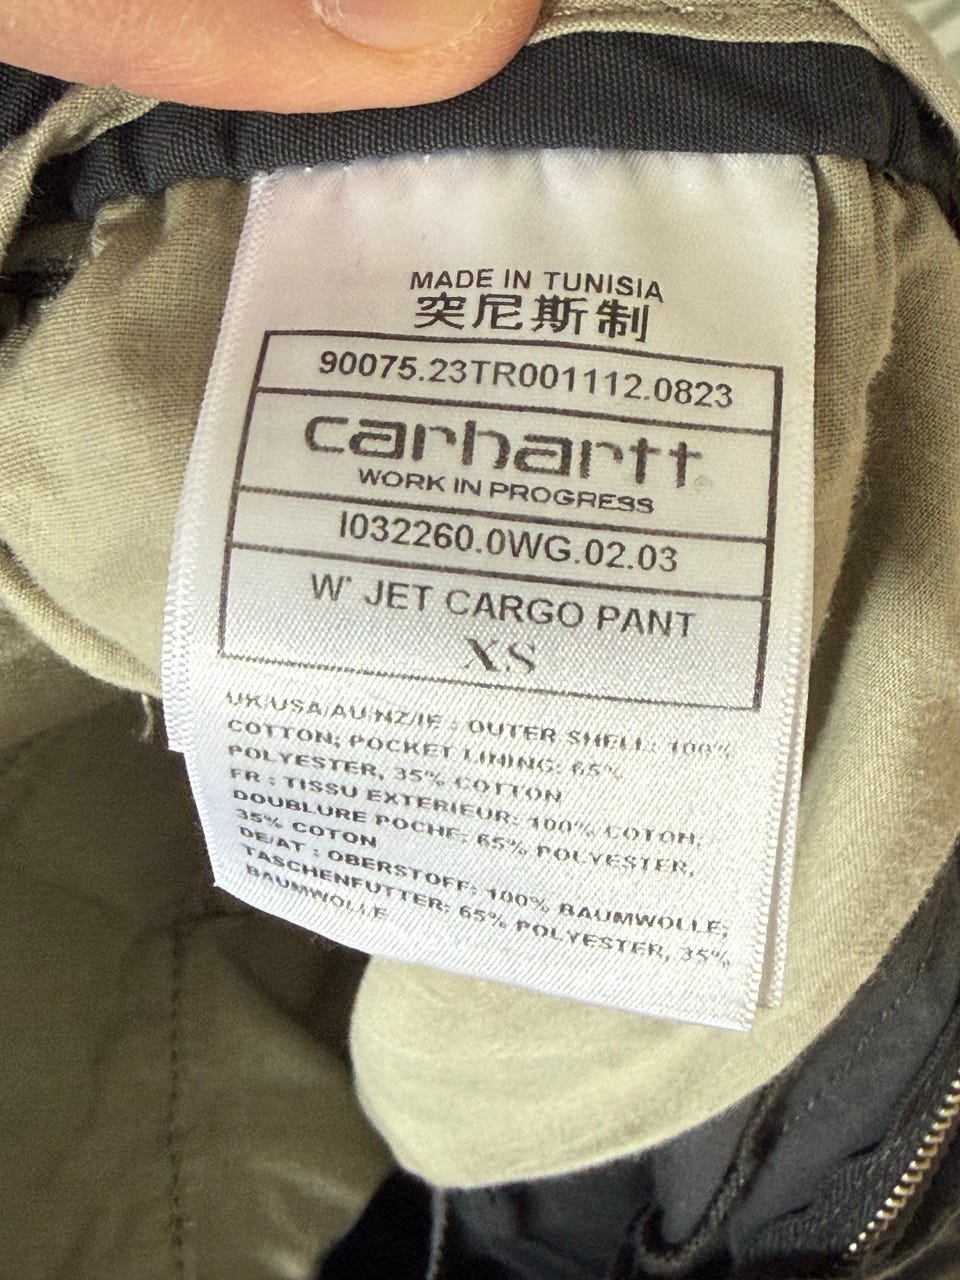 MADE IN TUNISIA
突尼斯制
90075.23TR001112.0823
carhartt
WORK IN PROGRESS
I032260.0WG.02.03
W' JET CARGO PANT
XS
UK/USA/AU/NZ/IE : OUTER SHELL: 100%
COTTON; POCKET LINING: 65%
POLYESTER, 35% COTTON
FR : TISSU EXTERIEUR: 100% COTON;
DOUBLURE POCHE: 65% POLYESTER,
35% COTON
DE/AT : OBERSTOFF: 100% BAUMWOLLE;
TASCHENFUTTER: 65% POLYESTER, 35%
BAUMWOLLE